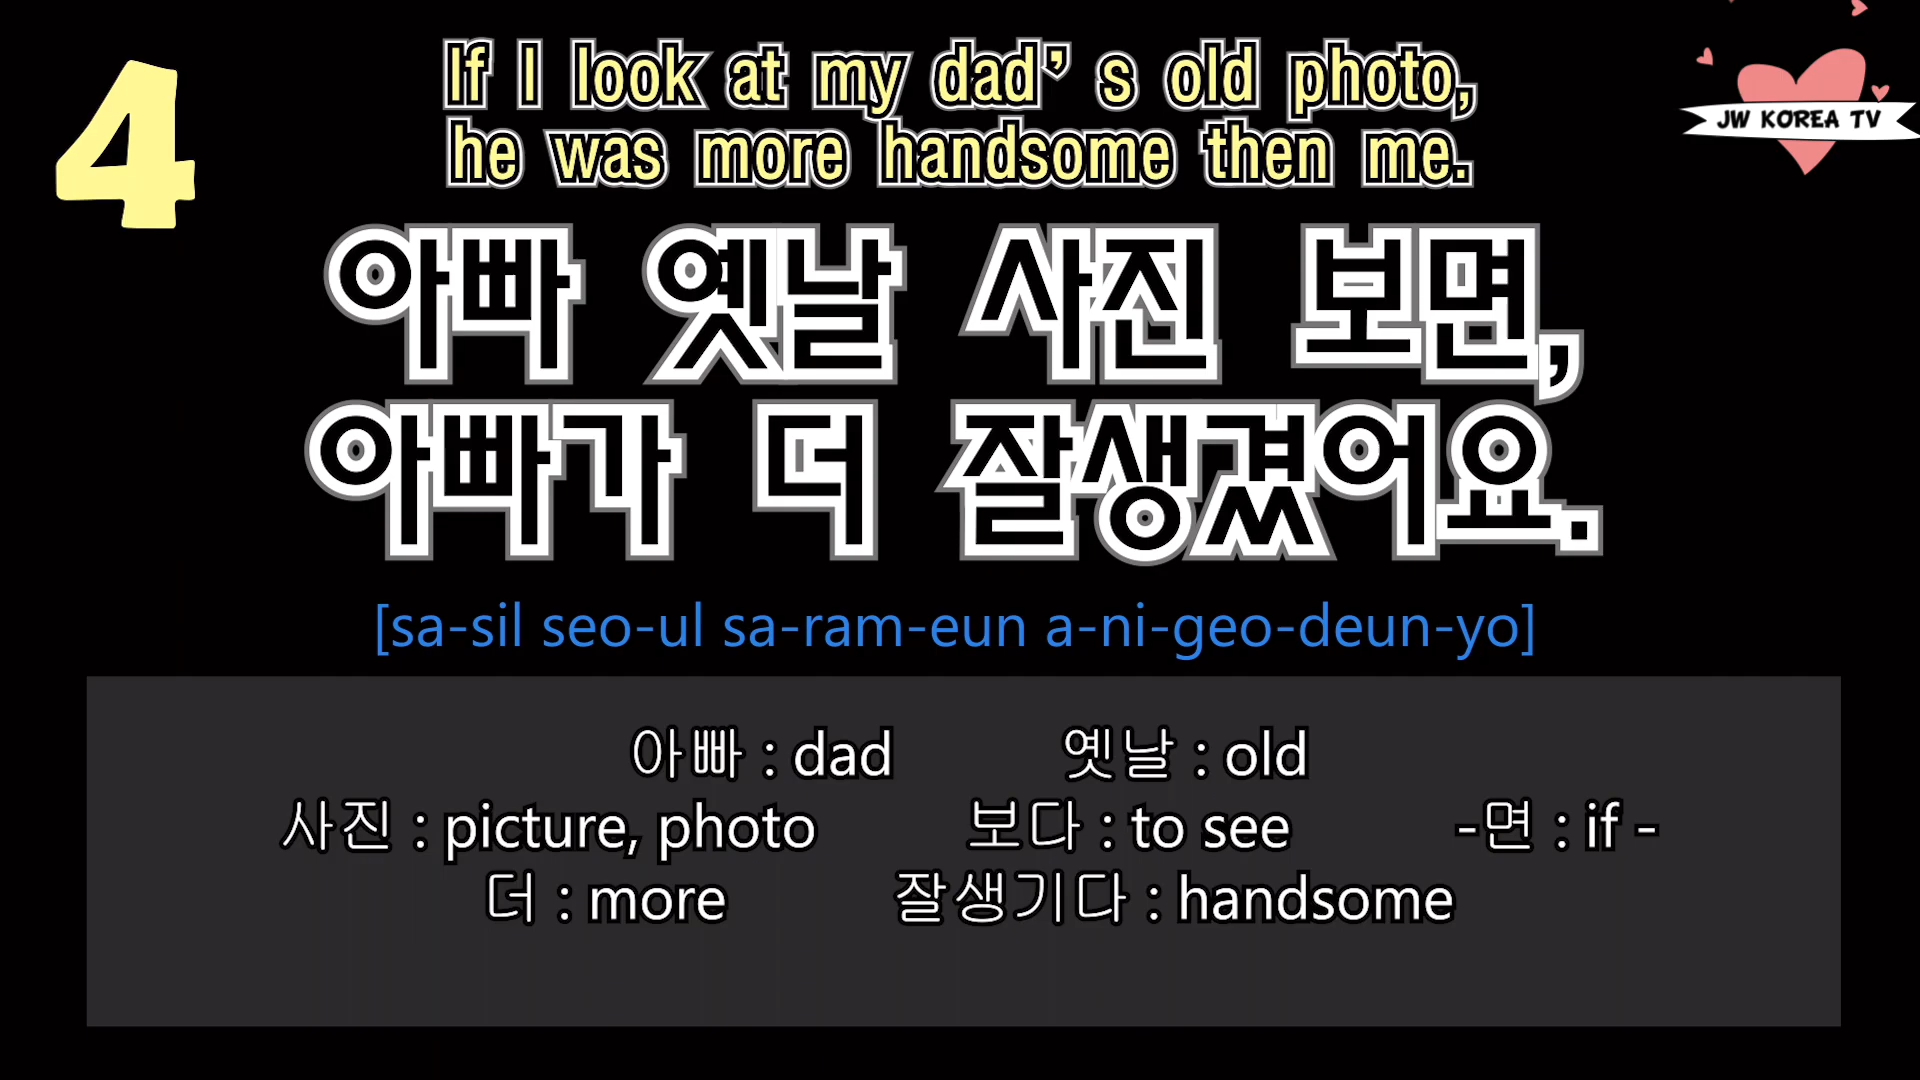 4
If I look at my dad’s old photo,
he was more handsome then me.
JW KOREA TV
아빠 옛날 사진 보면,
아빠가 더 잘생겼어요.
[sa-sil seo-ul sa-ram-eun a-ni-geo-deun-yo]
아빠 : dad 옛날 : old
사진 : picture, photo 보다 : to see -면 : if -
더 : more 잘생기다 : handsome